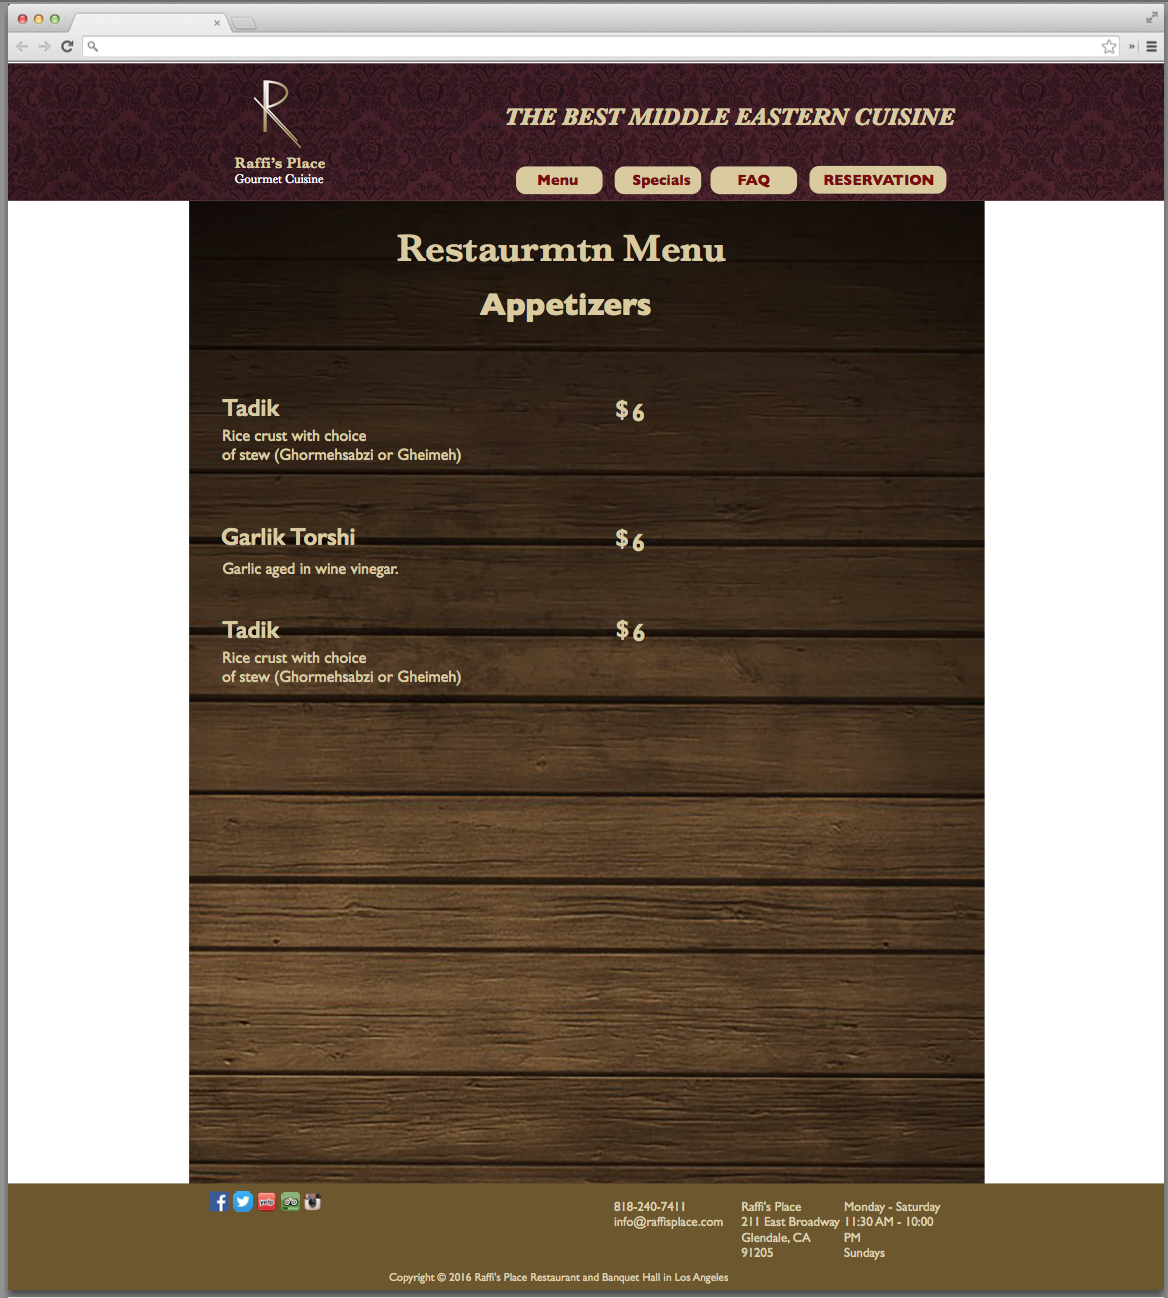 THE BEST MIDDLE EASTERN CUISINE
Raffi's Place
Gourmet Cuisine
Menu
Specials
FAQ
RESERVATION
Restaurmtn Menu
Appetizers
Tadik $ 6
Rice crust with choice
of stew (Ghormehsabzi or Gheimeh)
Garlik Torshi $ 6
Garlic aged in wine vinegar.
Tadik $ 6
Rice crust with choice
of stew (Ghormehsabzi or Gheimeh)
yelp
818-240-7411
info@raffisplace.com
Raffi's Place
211 East Broadway
Glendale, CA
91205
Monday - Saturday
11:30 AM - 10:00
PM
Sundays
Copyright © 2016 Raffi's Place Restaurant and Banquet Hall in Los Angeles